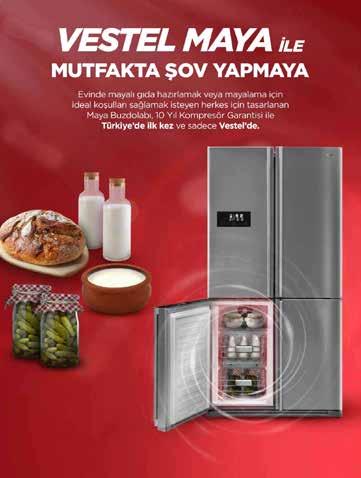 VESTEL MAYA İLE
MUTFAKTA ŞOV YAPMAYA
Evinde mayalı gıda hazırlamak veya mayalama için
ideal koşulları sağlamak isteyen herkes için tasarlanan
Maya Buzdolabı, 10 Yıl Kompresör Garantisi ile
Türkiye'de ilk kez ve sadece Vestel'de.